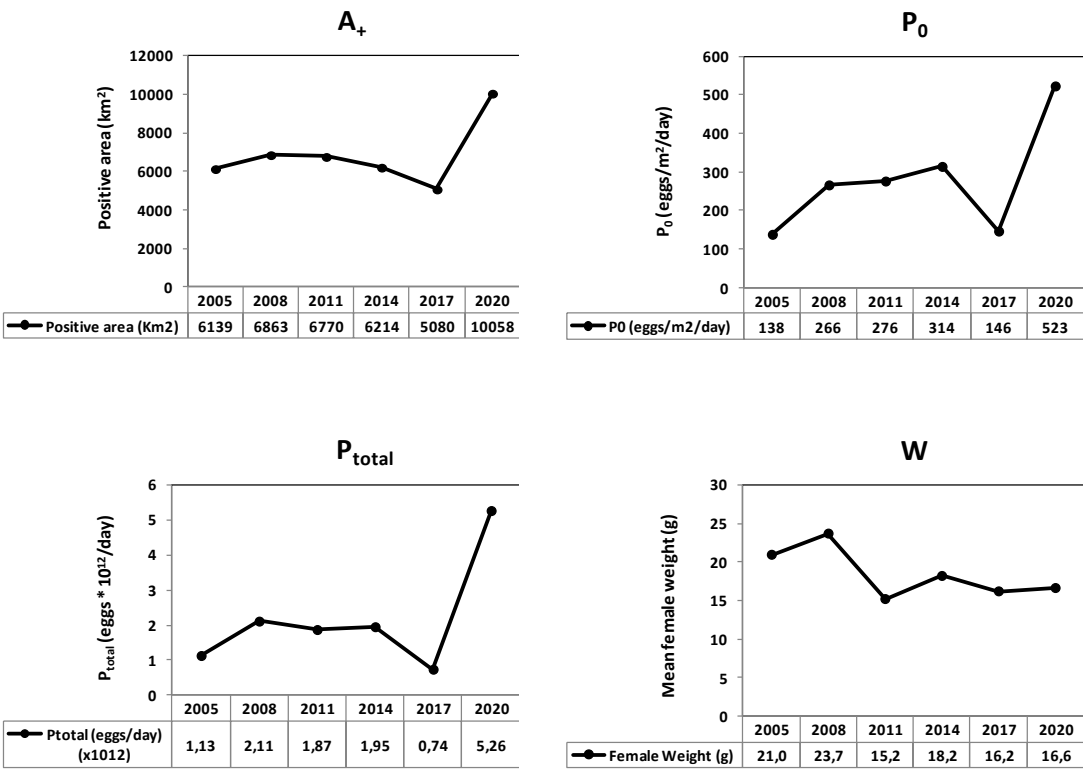 A+
Positive area (km²)
12000
10000
8000
6000
4000
2000
0
2005 2008 2011 2014 2017 2020
Positive area (Km2) 6139 6863 6770 6214 5080 10058
P0
P0 (eggs/m²/day)
600
500
400
300
200
100
0
2005 2008 2011 2014 2017 2020
P0 (eggs/m2/day) 138 266 276 314 146 523
Ptotal
Ptotal (eggs * 10¹²/day)
6
5
4
3
2
1
0
2005 2008 2011 2014 2017 2020
Ptotal (eggs/day)
(x1012) 1,13 2,11 1,87 1,95 0,74 5,26
W
Mean female weight (g)
30
25
20
15
10
5
0
2005 2008 2011 2014 2017 2020
Female Weight (g) 21,0 23,7 15,2 18,2 16,2 16,6